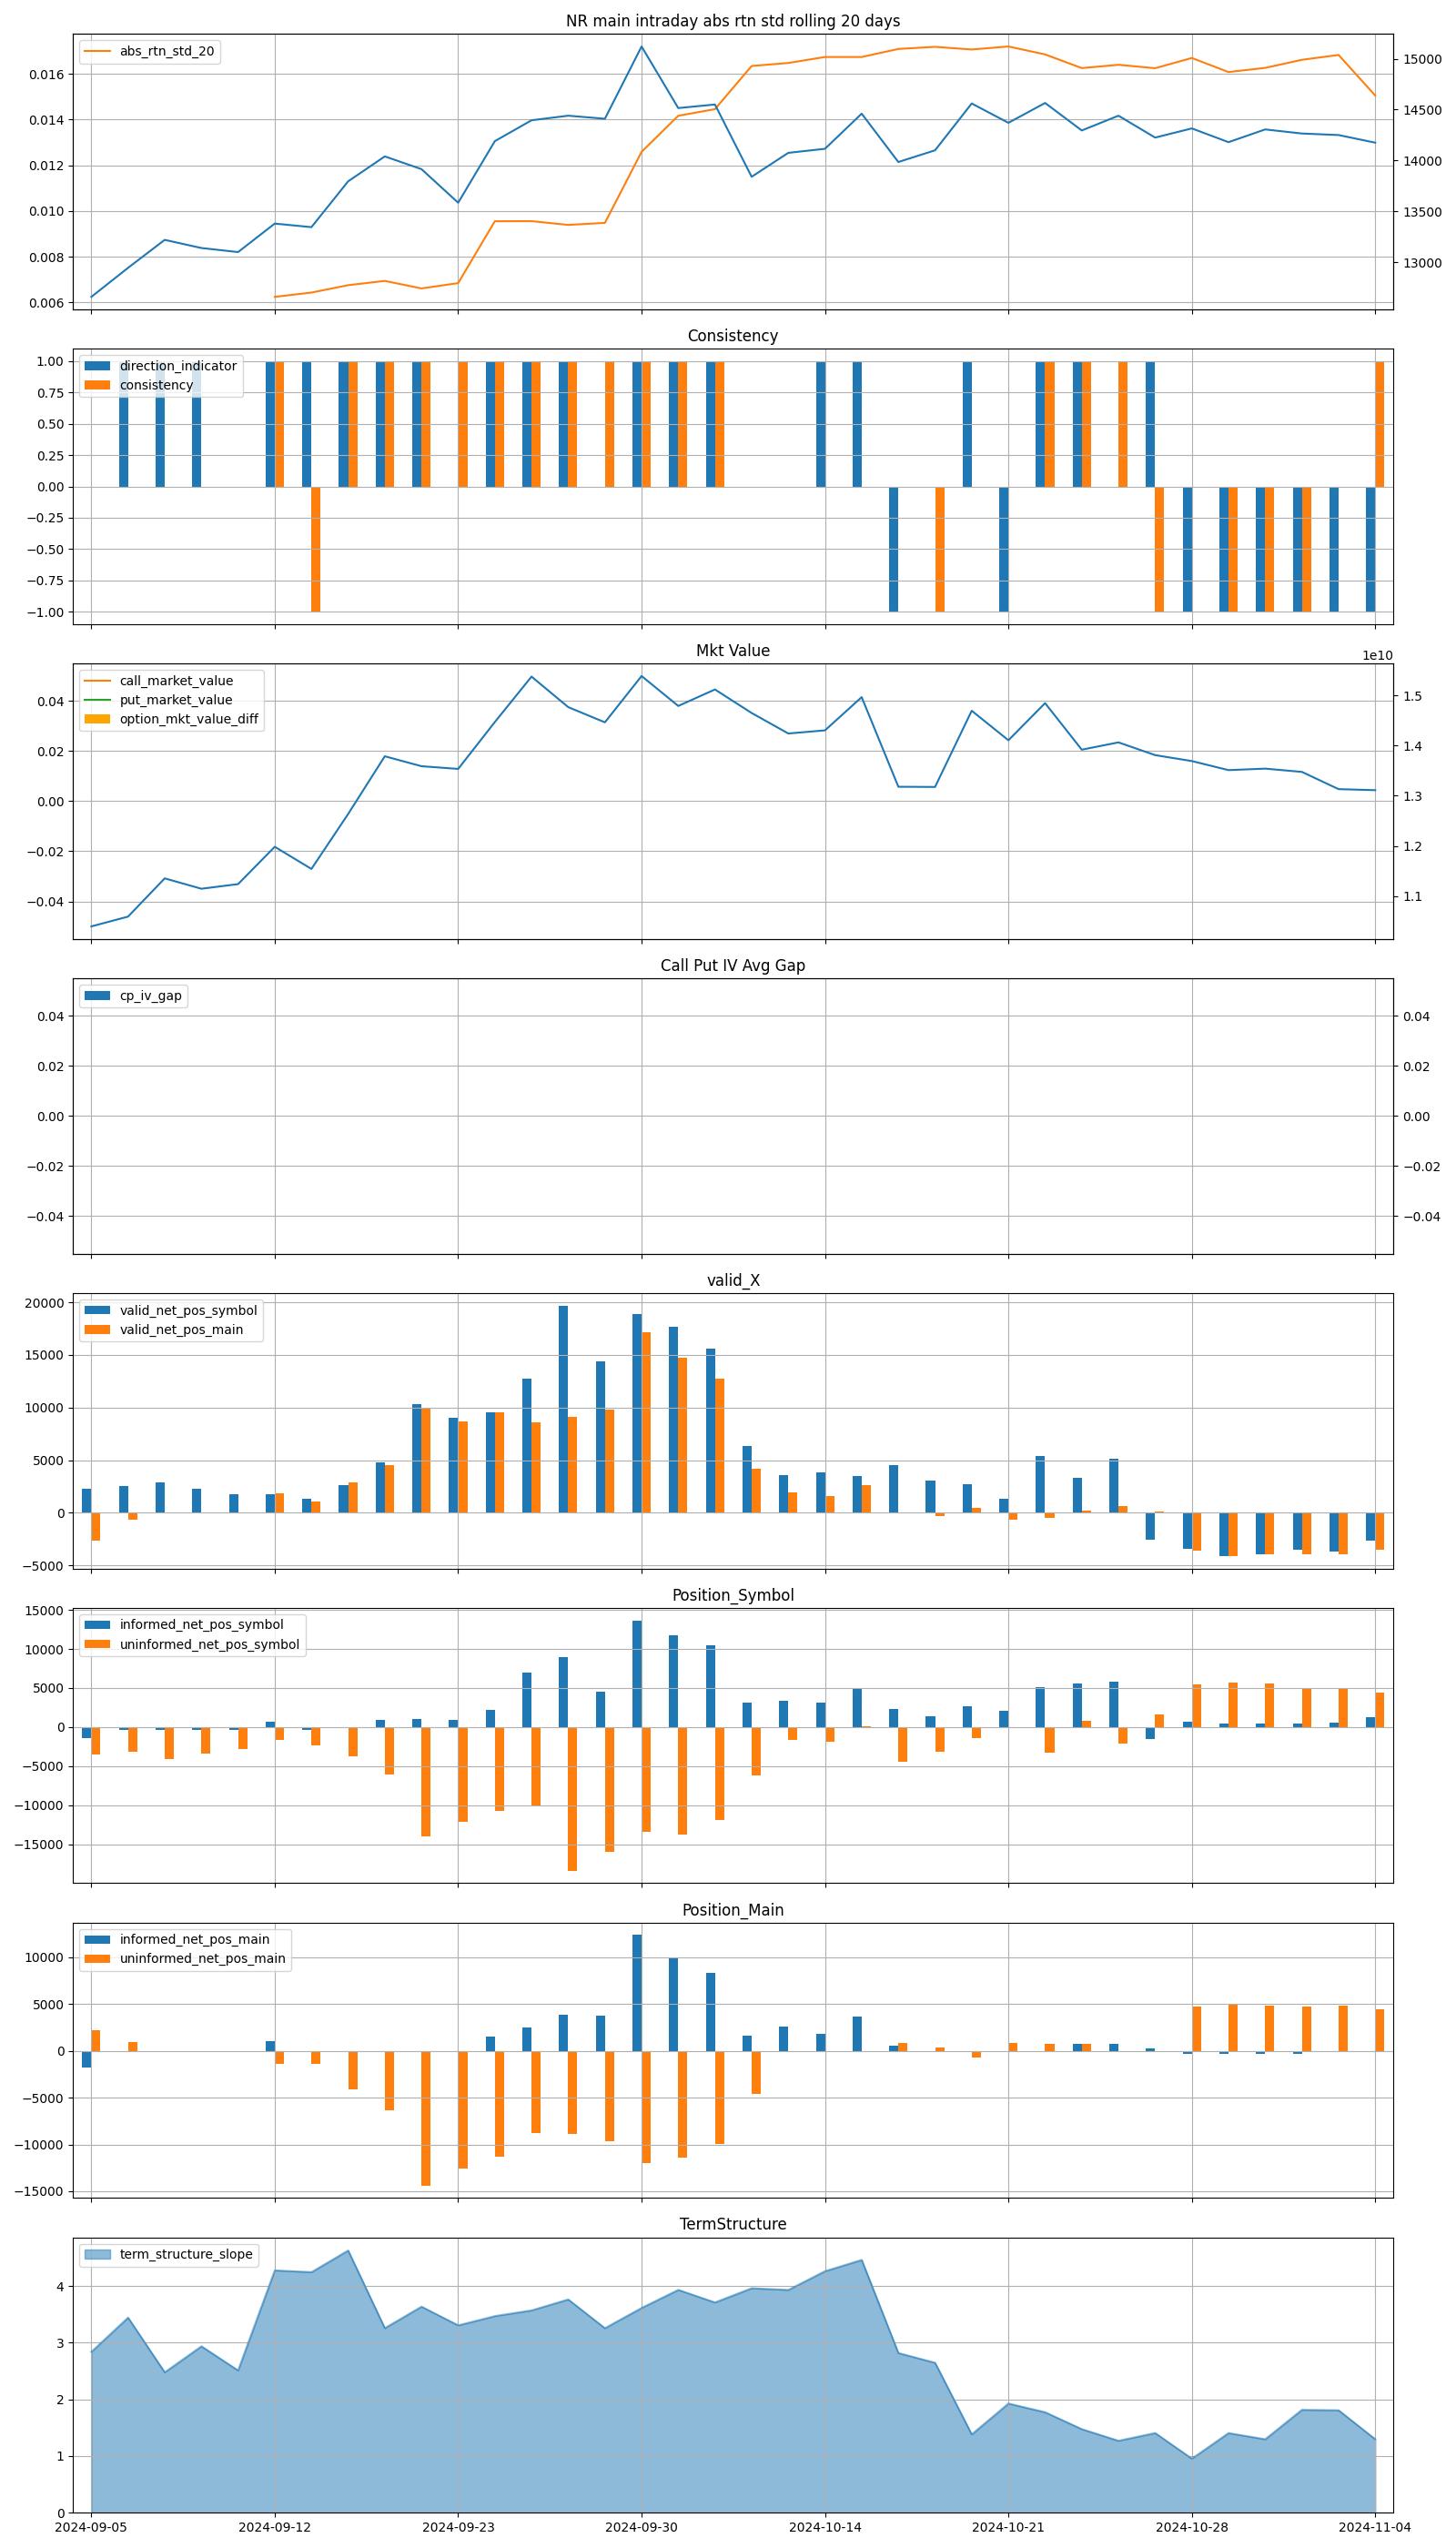 NR main intraday abs rtn std rolling 20 days
abs_rtn_std_20
0.016
0.014
0.012
0.010
0.008
0.006
15000
14500
14000
13500
13000
Consistency
direction_indicator
consistency
1.00
0.75
0.50
0.25
0.00
−0.25
−0.50
−0.75
−1.00
Mkt Value
1e10
call_market_value
put_market_value
option_mkt_value_diff
0.04
0.02
0.00
−0.02
−0.04
1.5
1.4
1.3
1.2
1.1
Call Put IV Avg Gap
cp_iv_gap
0.04
0.02
0.00
−0.02
−0.04
0.04
0.02
0.00
−0.02
−0.04
valid_X
valid_net_pos_symbol
valid_net_pos_main
20000
15000
10000
5000
0
−5000
Position_Symbol
informed_net_pos_symbol
uninformed_net_pos_symbol
15000
10000
5000
0
−5000
−10000
−15000
Position_Main
informed_net_pos_main
uninformed_net_pos_main
10000
5000
0
−5000
−10000
−15000
TermStructure
term_structure_slope
4
3
2
1
0
2024-09-05 2024-09-12 2024-09-23 2024-09-30 2024-10-14 2024-10-21 2024-10-28 2024-11-04